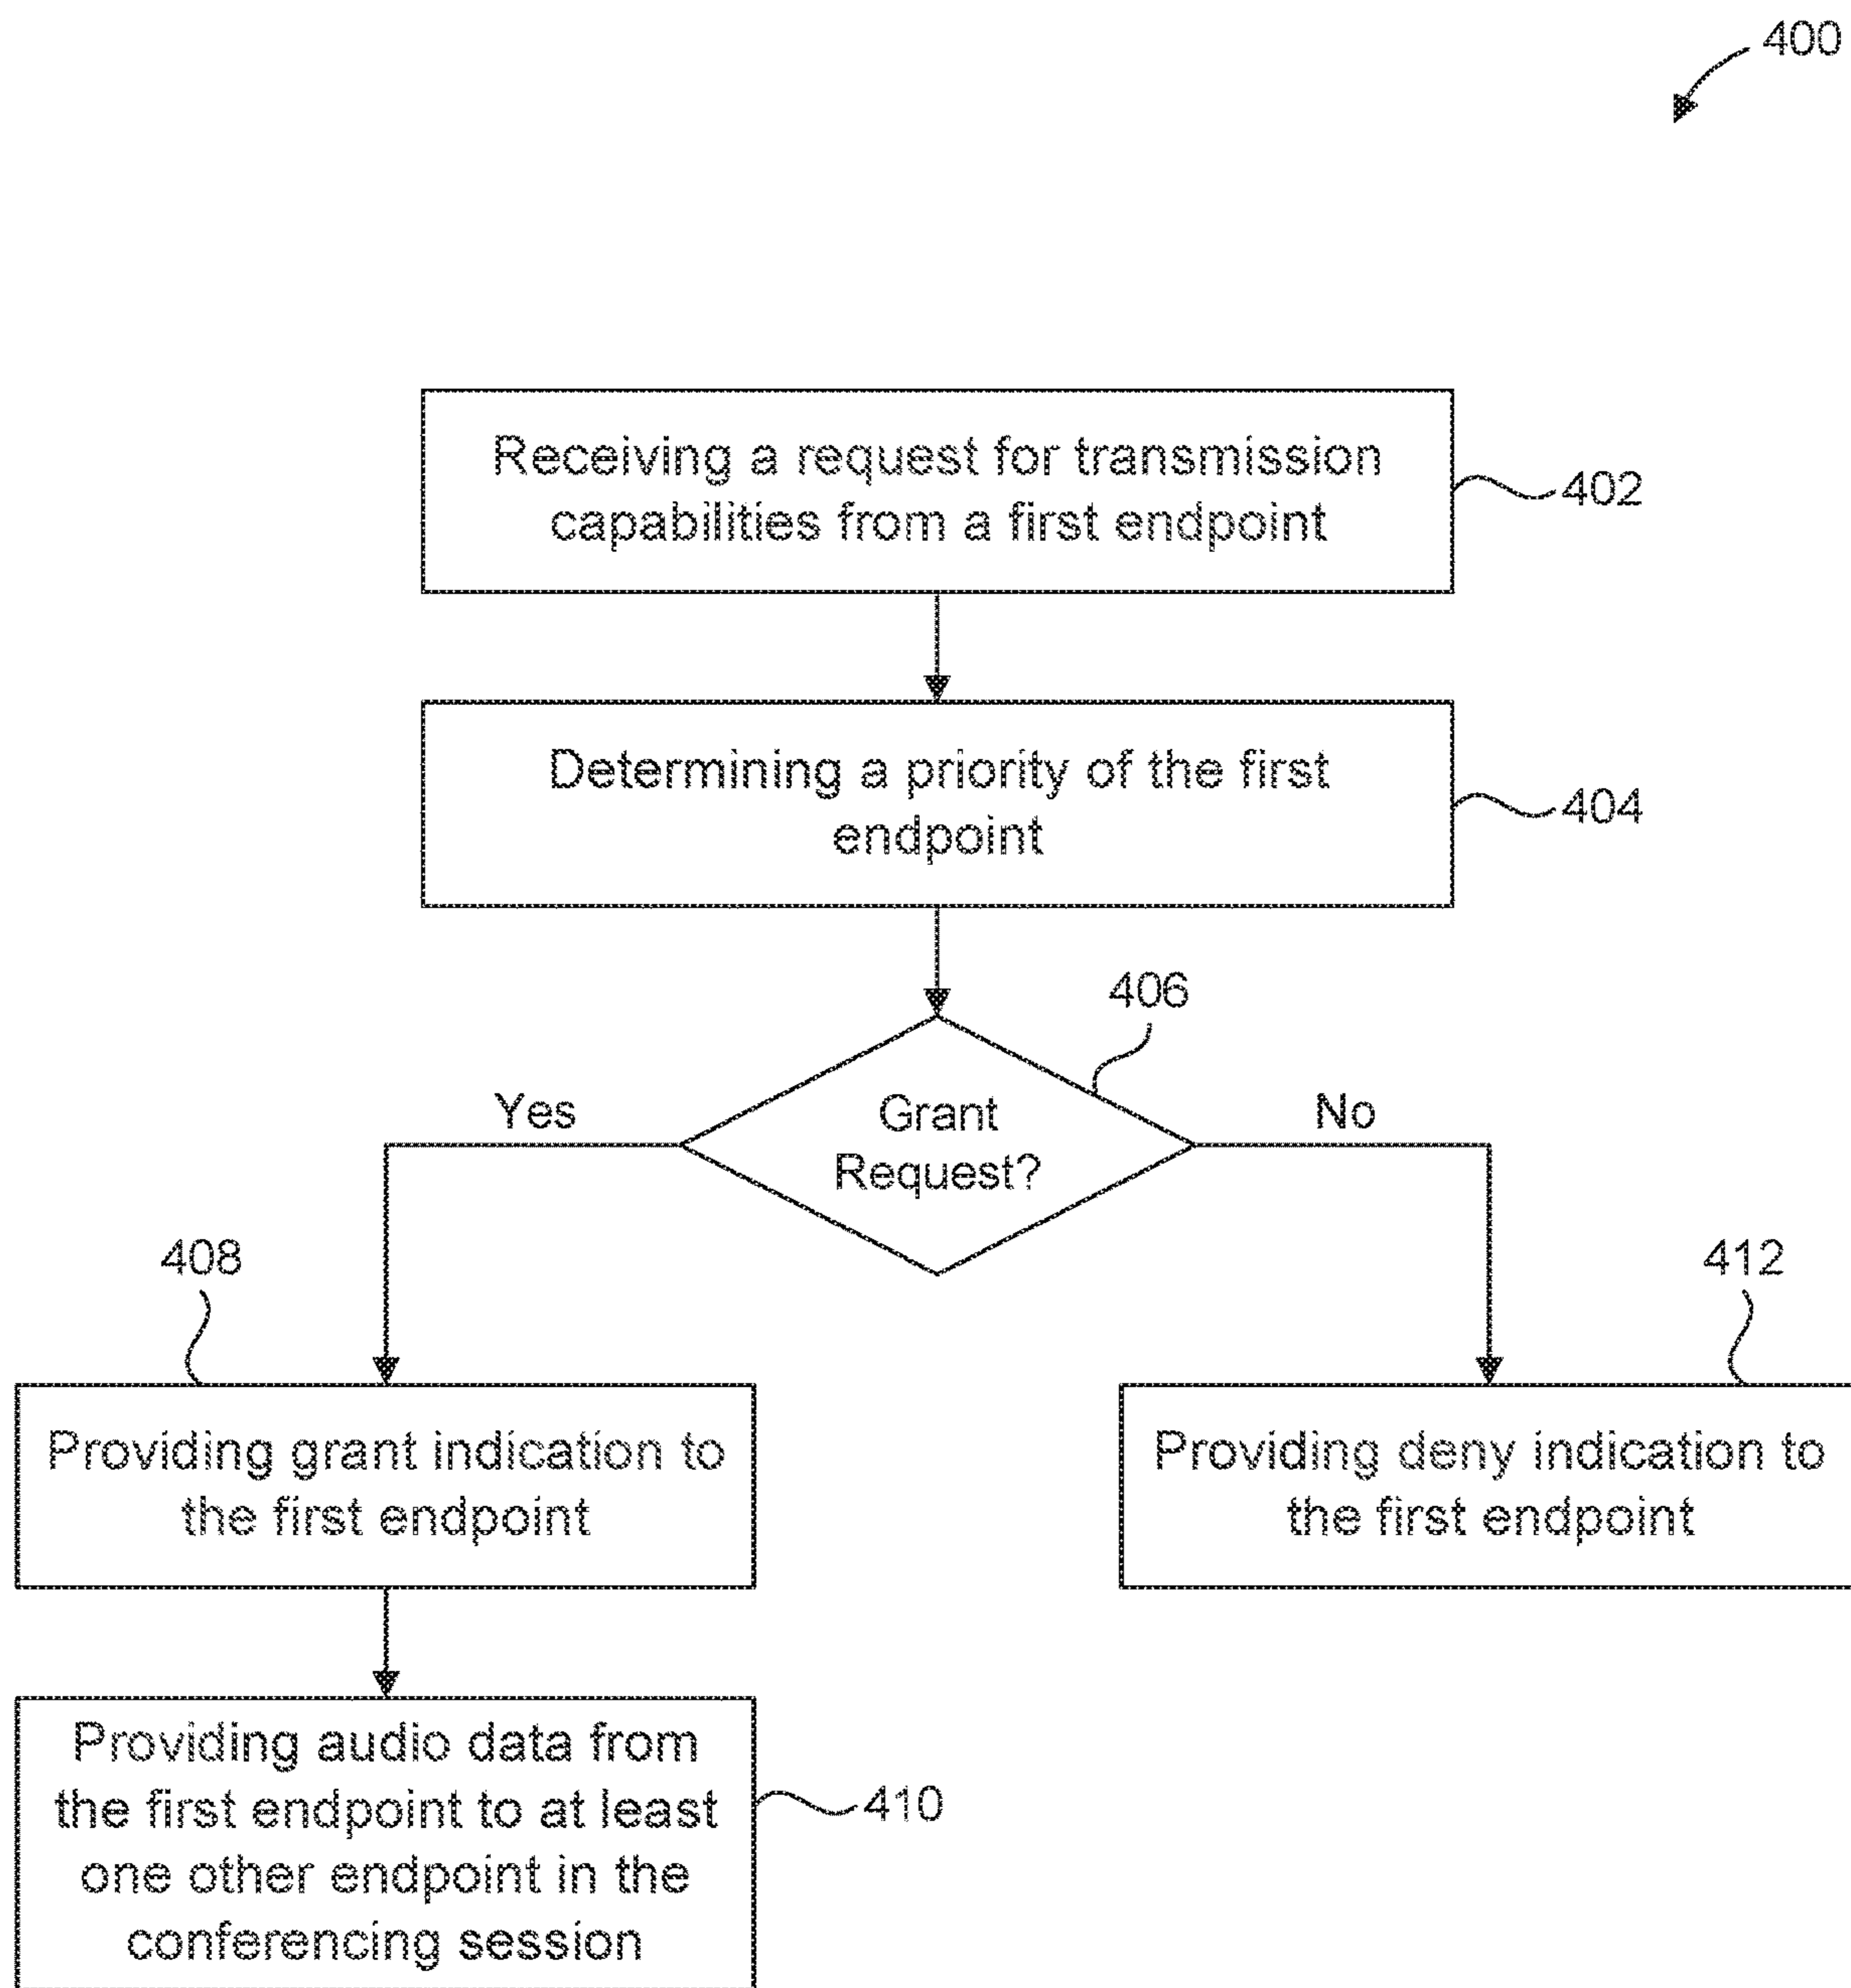 400
Receiving a request for transmission
capabilities from a first endpoint
402
Determining a priority of the first
endpoint
404
406
Yes
Grant
Request?
No
408
412
Providing grant indication to
the first endpoint
Providing deny indication to
the first endpoint
Providing audio data from
the first endpoint to at least
one other endpoint in the
conferencing session
410